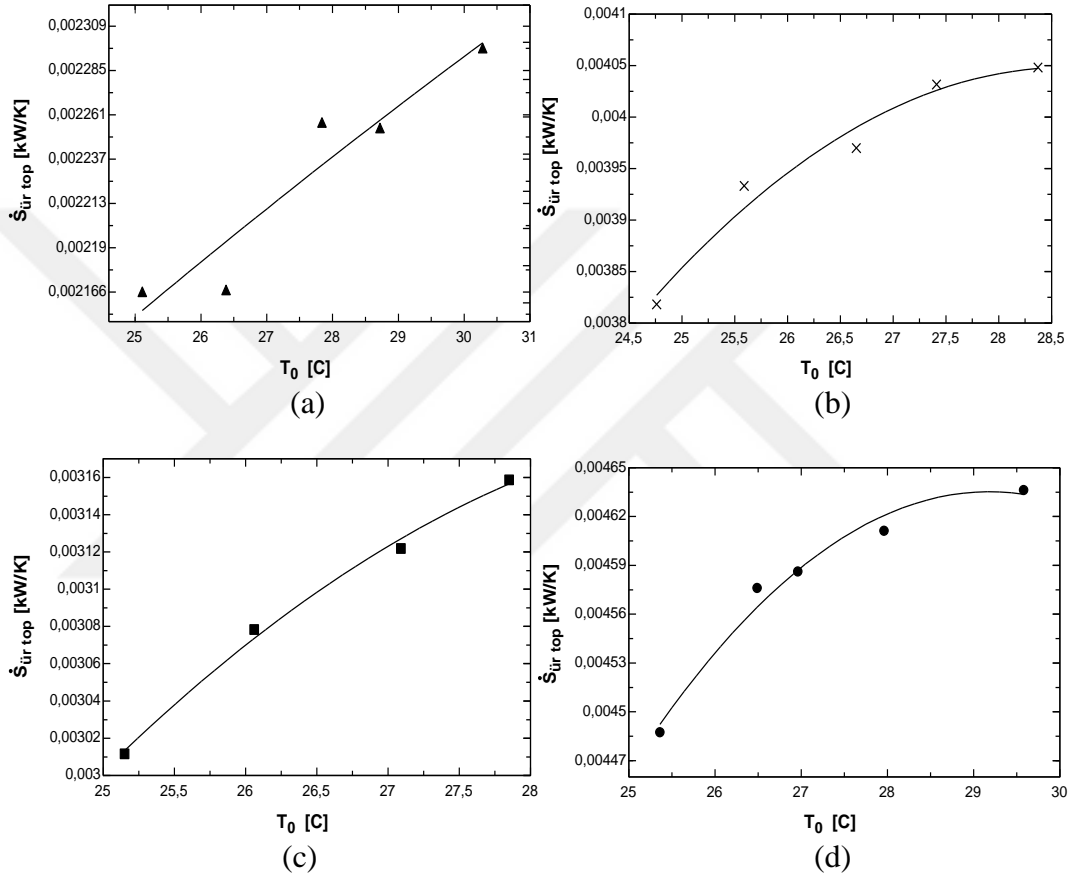 0,002309
0,002285
0,002261
0,002237
0,002213
0,00219
0,002166
Ṡür top [kW/K]
25 26 27 28 29 30 31
T0 [C]
(a)
0,0041
0,00405
0,004
0,00395
0,0039
0,00385
0,0038
Ṡür top [kW/K]
24,5 25 25,5 26 26,5 27 27,5 28 28,5
T0 [C]
(b)
0,00316
0,00314
0,00312
0,0031
0,00308
0,00306
0,00304
0,00302
0,003
Ṡür top [kW/K]
25 25,5 26 26,5 27 27,5 28
T0 [C]
(c)
0,00465
0,00462
0,00459
0,00456
0,00453
0,0045
0,00447
Ṡür top [kW/K]
25 26 27 28 29 30
T0 [C]
(d)